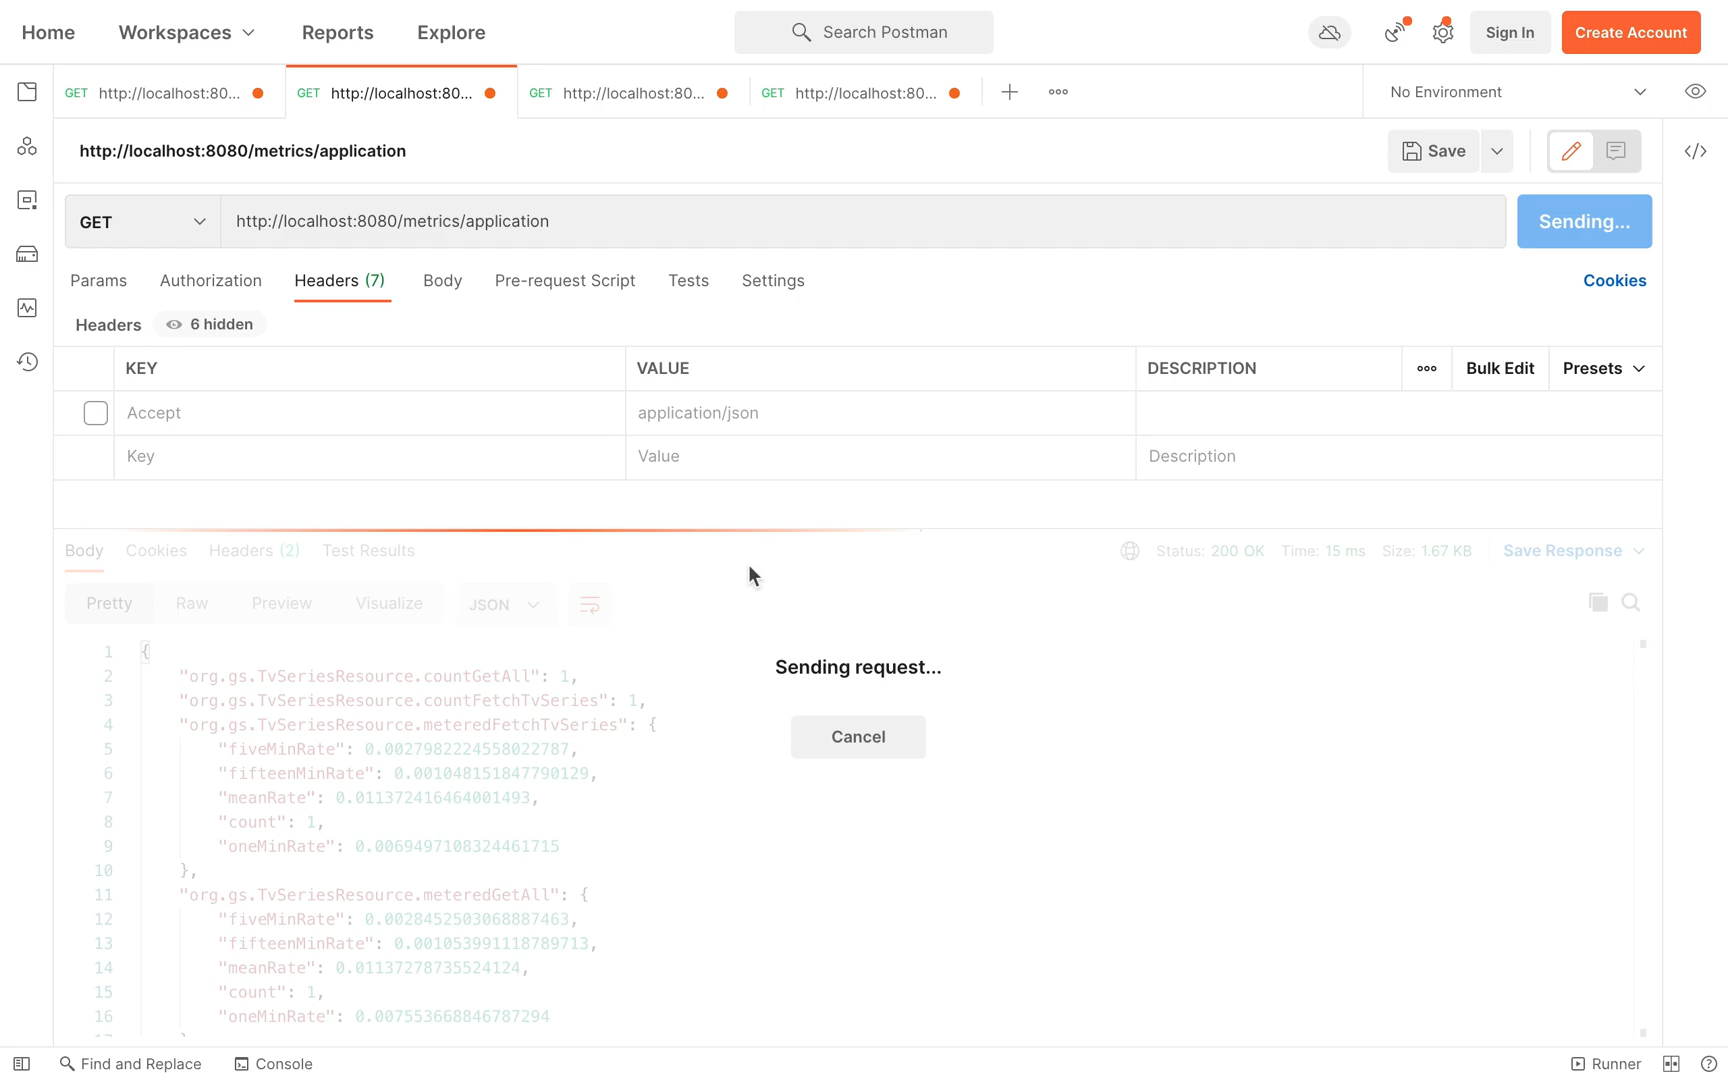 Home Workspaces Reports Explore Search Postman Sign In Create Account
GET http://localhost:80... GET http://localhost:80... GET http://localhost:80... GET http://localhost:80... No Environment
http://localhost:8080/metrics/application Save
GET http://localhost:8080/metrics/application Sending...
Params Authorization Headers (7) Body Pre-request Script Tests Settings Cookies
Headers 6 hidden
KEY VALUE DESCRIPTION Bulk Edit Presets
Accept application/json
Key Value Description
Body Cookies Headers (2) Test Results Status: 200 OK Time: 15 ms Size: 1.67 KB Save Response
Pretty Raw Preview Visualize JSON
Sending request...
Cancel
1 {
2 "org.gs.TvSeriesResource.countGetAll": 1,
3 "org.gs.TvSeriesResource.countFetchTvSeries": 1,
4 "org.gs.TvSeriesResource.meteredFetchTvSeries": {
5 "fiveMinRate": 0.0027982224558022787,
6 "fifteenMinRate": 0.001048151847790129,
7 "meanRate": 0.011372416464001493,
8 "count": 1,
9 "oneMinRate": 0.0069497108324461715
10 },
11 "org.gs.TvSeriesResource.meteredGetAll": {
12 "fiveMinRate": 0.0028452503068887463,
13 "fifteenMinRate": 0.001053991118789713,
14 "meanRate": 0.01137278735524124,
15 "count": 1,
16 "oneMinRate": 0.007553668846787294
Find and Replace Console Runner